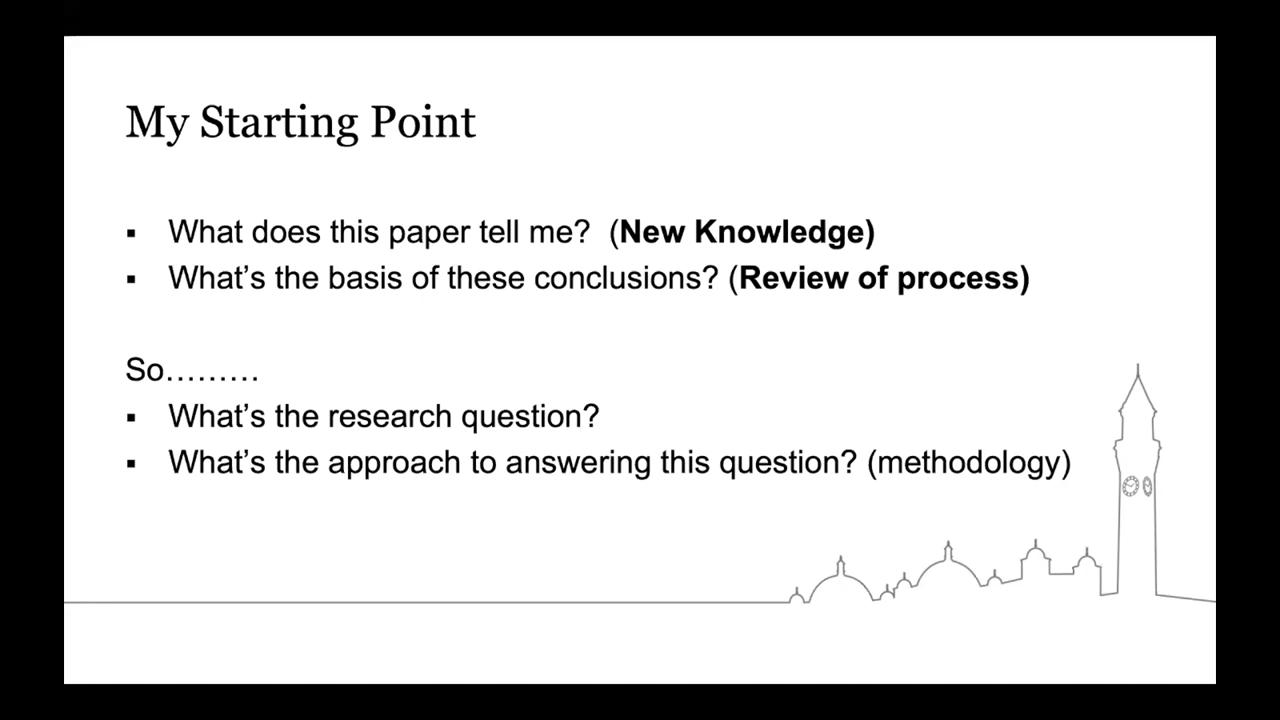 My Starting Point
▪ What does this paper tell me?  (New Knowledge)
▪ What’s the basis of these conclusions? (Review of process)
So………
▪ What’s the research question?
▪ What’s the approach to answering this question? (methodology)